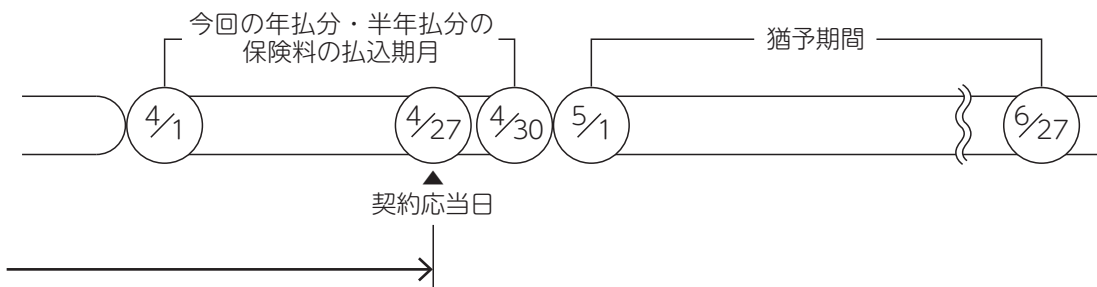 今回の年払分・半年払分の
保険料の払込期月
猶予期間
4/1
4/27
4/30
5/1
6/27
契約応当日